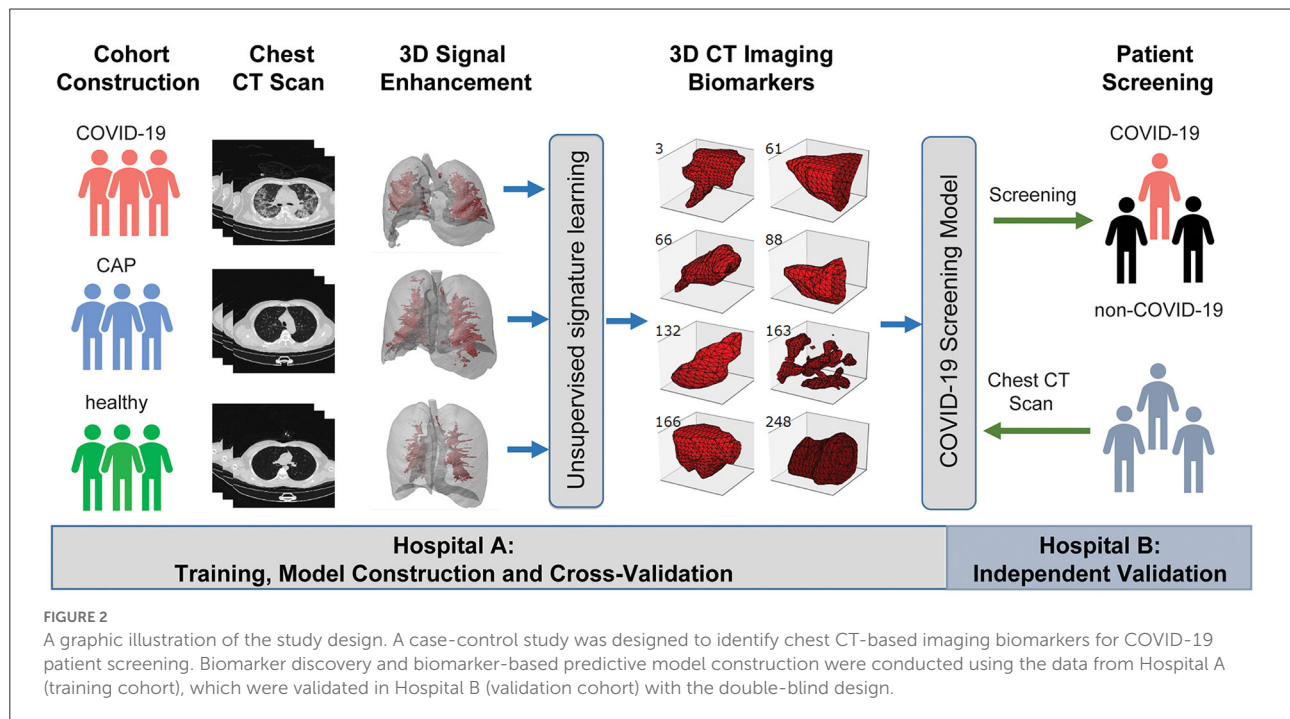 Cohort
Construction
Chest
CT Scan
3D Signal
Enhancement
3D CT Imaging
Biomarkers
Patient
Screening
COVID-19
CAP
healthy
Unsupervised signature learning
3
61
66
88
132
163
166
248
COVID-19 Screening Model
Screening
COVID-19
non-COVID-19
Chest CT
Scan
Hospital A:
Training, Model Construction and Cross-Validation
Hospital B:
Independent Validation
FIGURE 2
A graphic illustration of the study design. A case-control study was designed to identify chest CT-based imaging biomarkers for COVID-19
patient screening. Biomarker discovery and biomarker-based predictive model construction were conducted using the data from Hospital A
(training cohort), which were validated in Hospital B (validation cohort) with the double-blind design.